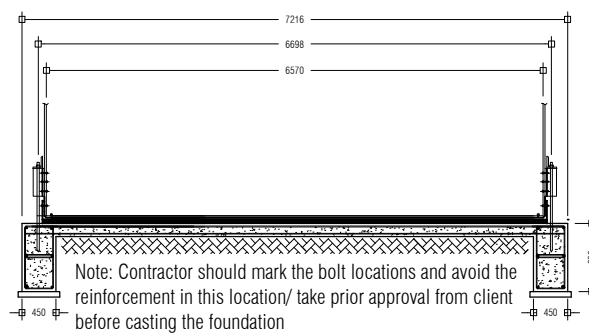 7216
6698
6570
Note: Contractor should mark the bolt locations and avoid the
reinforcement in this location/ take prior approval from client
before casting the foundation
450
450